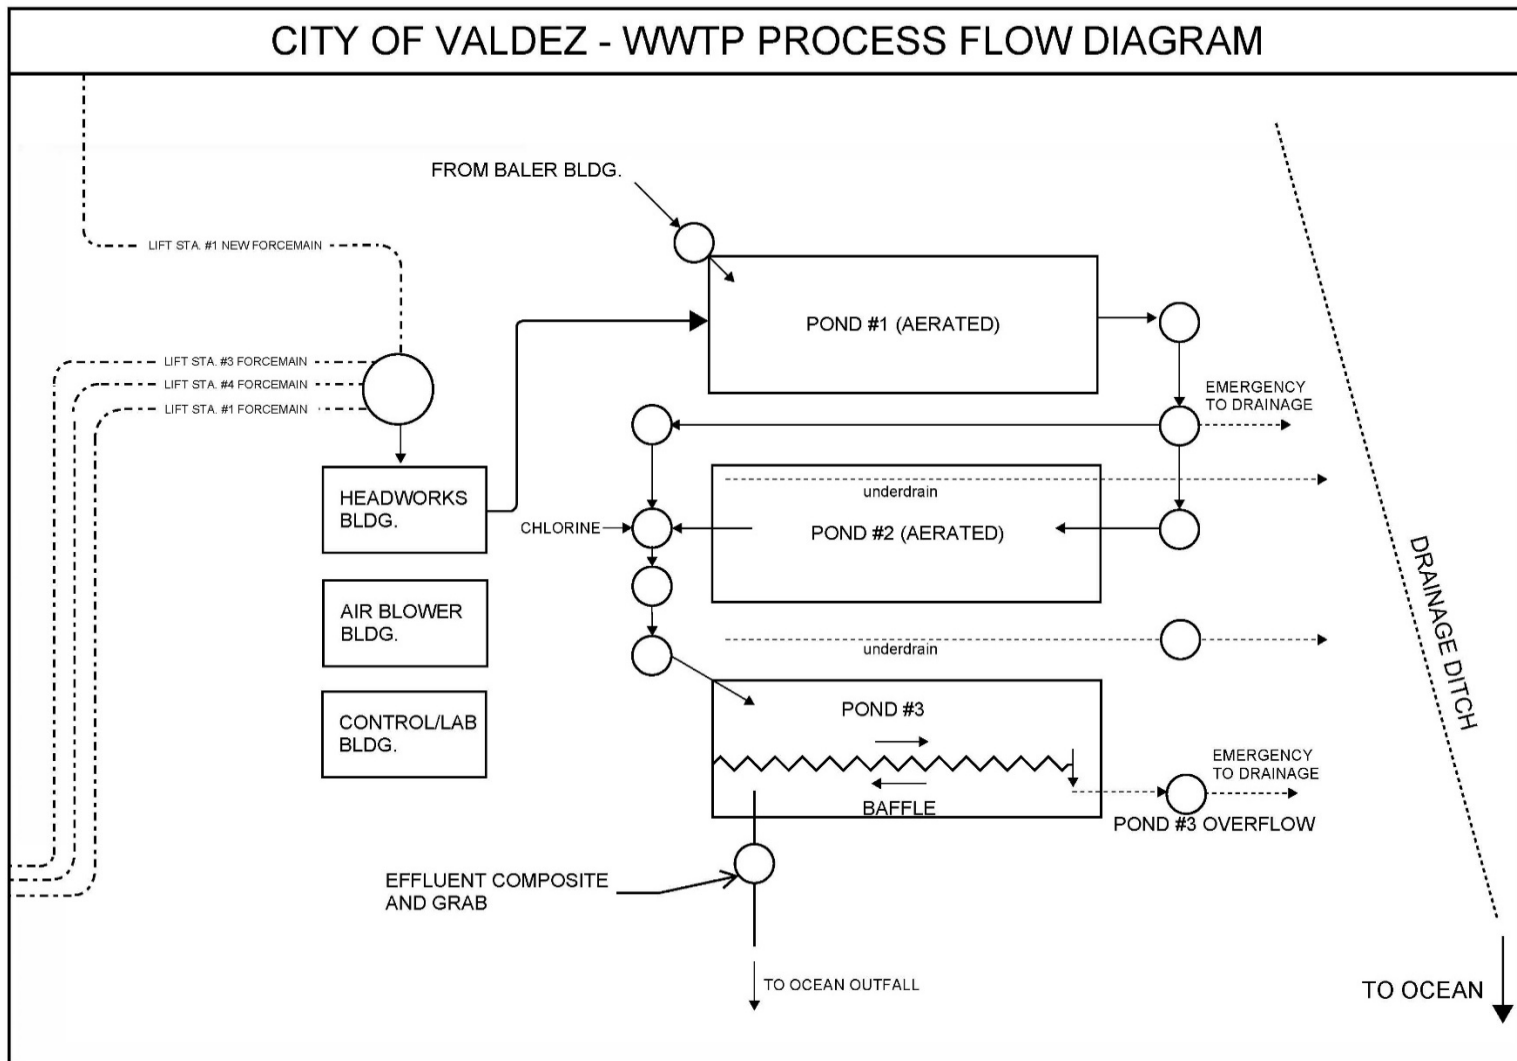 CITY OF VALDEZ - WWTP PROCESS FLOW DIAGRAM
FROM BALER BLDG.
LIFT STA. #1 NEW FORCEMAIN
POND #1 (AERATED)
LIFT STA. #3 FORCEMAIN
LIFT STA. #4 FORCEMAIN
LIFT STA. #1 FORCEMAIN
EMERGENCY
TO DRAINAGE
HEADWORKS
BLDG.
underdrain
CHLORINE
POND #2 (AERATED)
DRAINAGE DITCH
AIR BLOWER
BLDG.
underdrain
CONTROL/LAB
BLDG.
POND #3
EMERGENCY
TO DRAINAGE
BAFFLE
POND #3 OVERFLOW
EFFLUENT COMPOSITE
AND GRAB
TO OCEAN OUTFALL
TO OCEAN